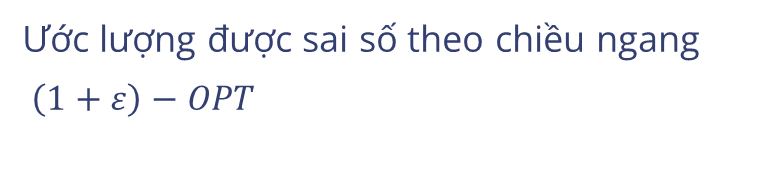 Ước lượng được sai số theo chiều ngang
(1 + ε) − OPT